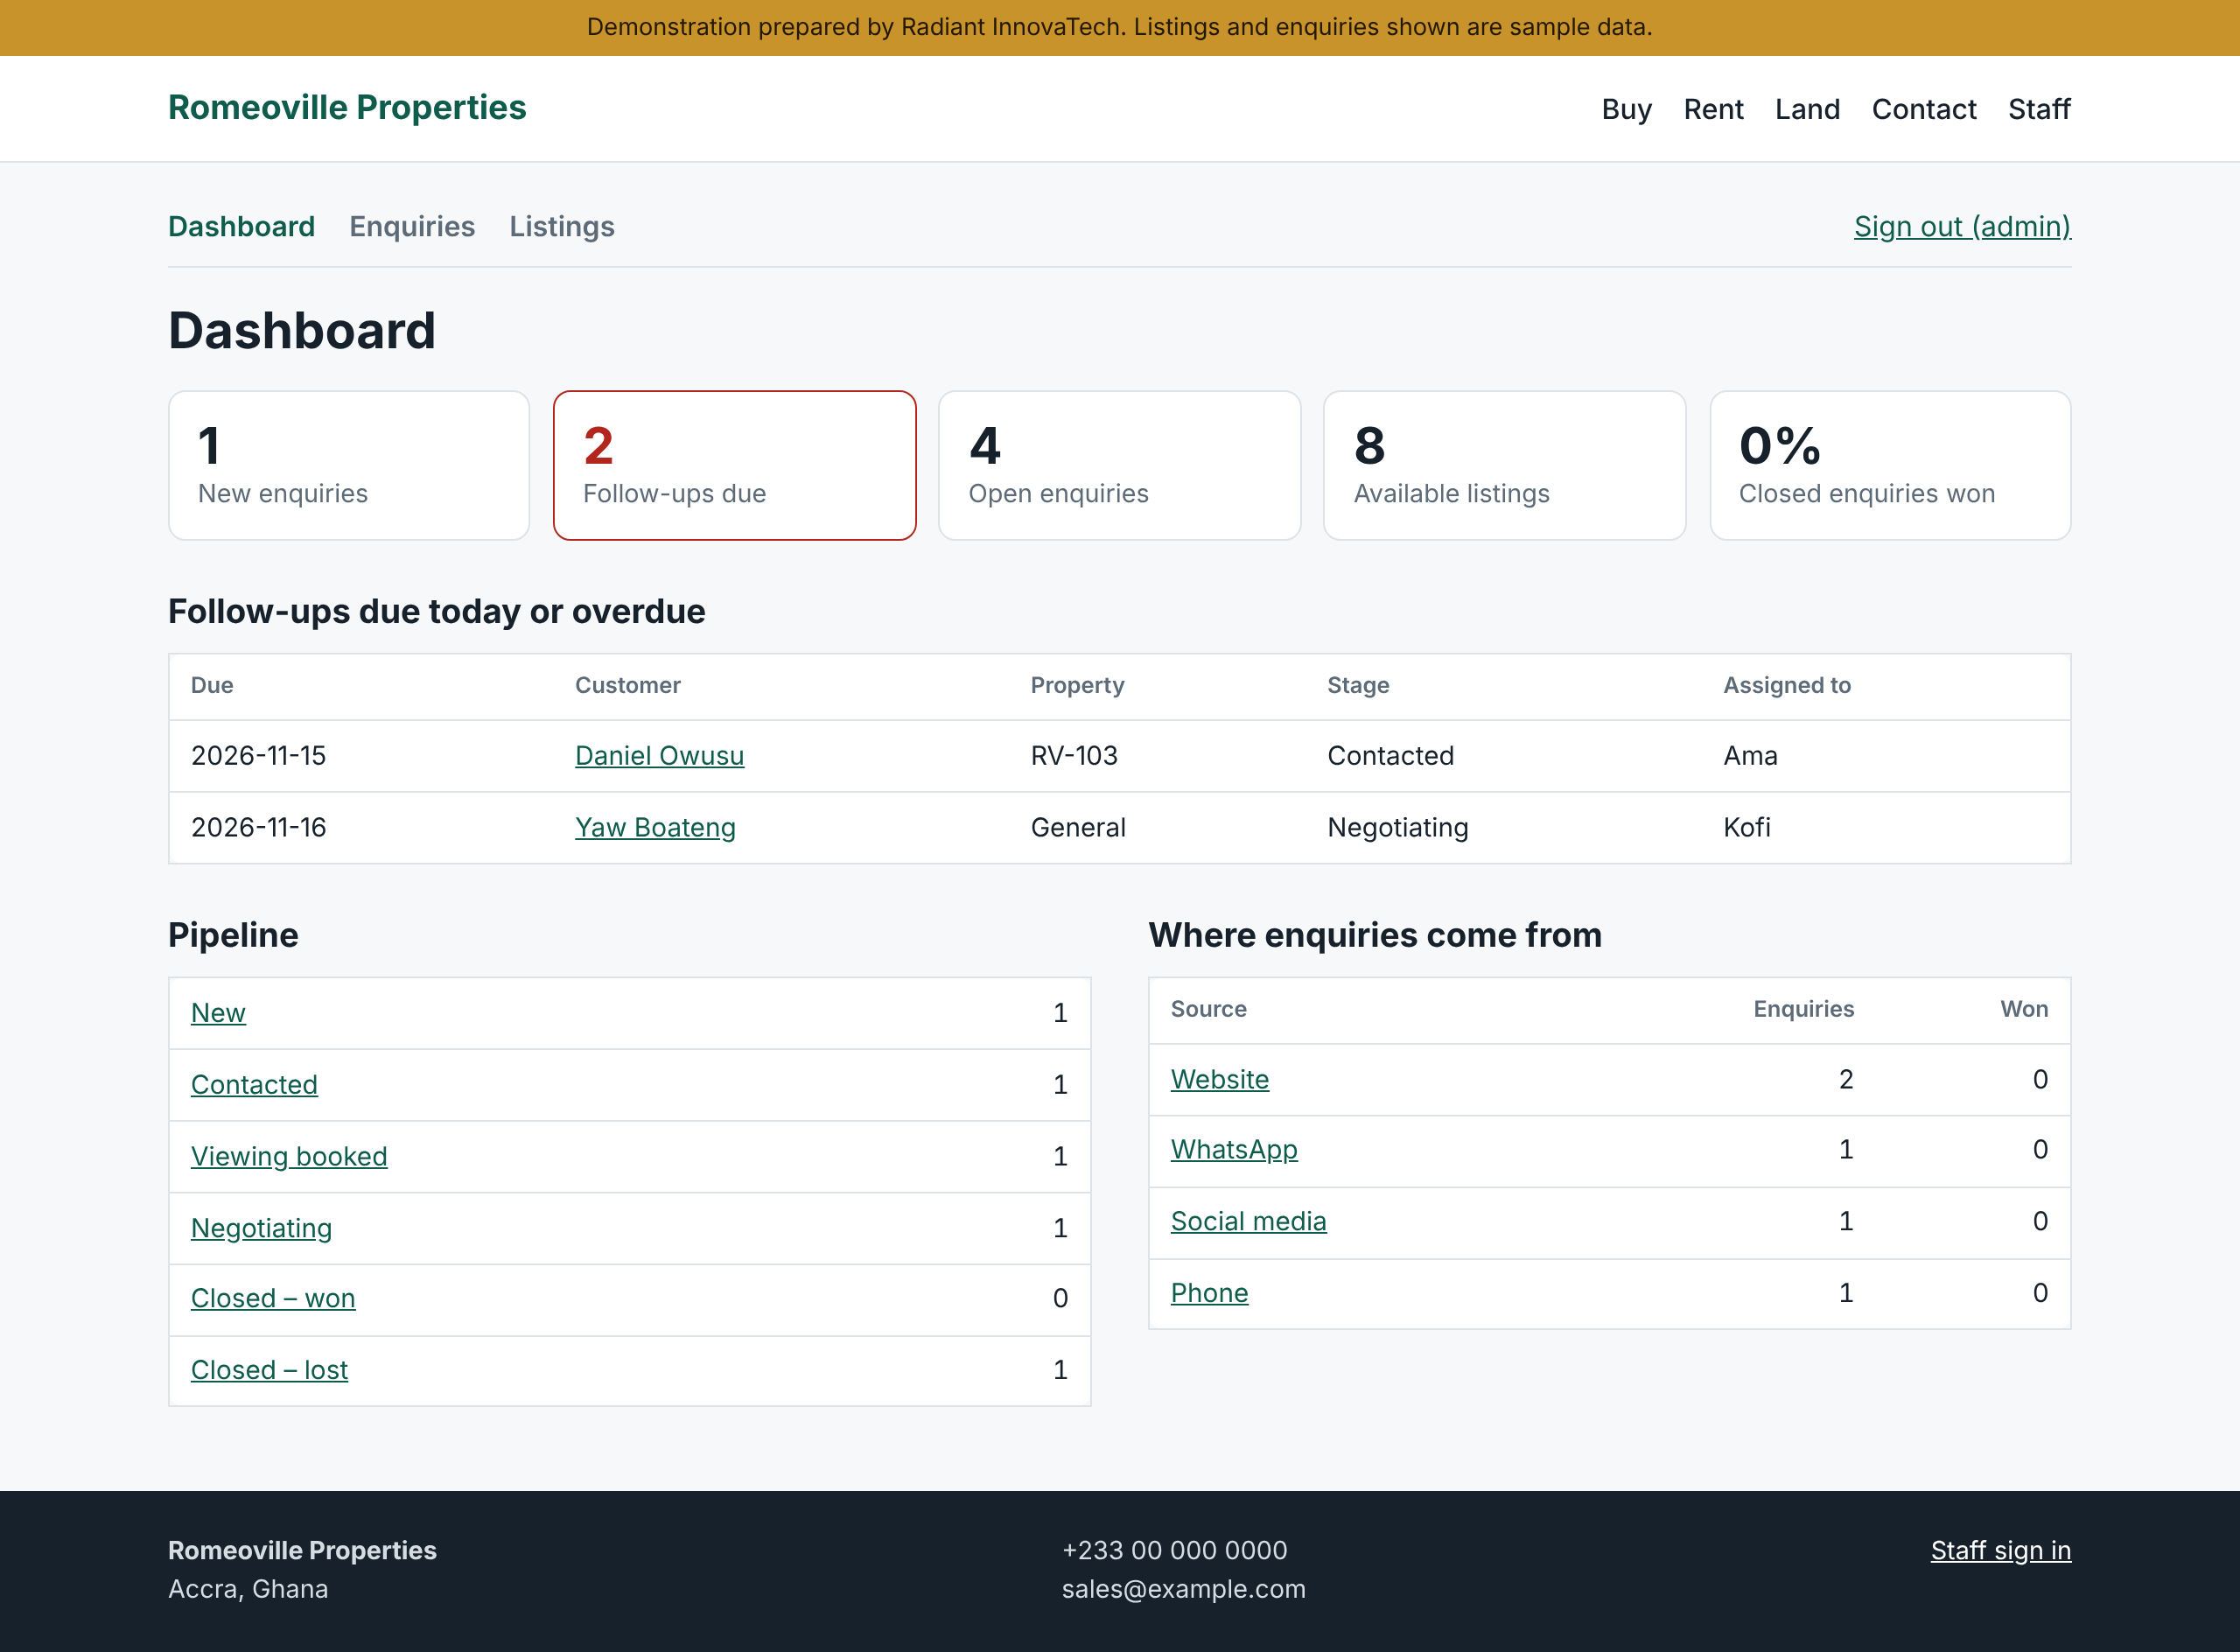 Demonstration prepared by Radiant InnovaTech. Listings and enquiries shown are sample data.
Romeoville Properties
Buy Rent Land Contact Staff
Dashboard Enquiries Listings
Sign out (admin)
Dashboard
1
New enquiries
2
Follow-ups due
4
Open enquiries
8
Available listings
0%
Closed enquiries won
Follow-ups due today or overdue
Due Customer Property Stage Assigned to
2026-11-15 Daniel Owusu RV-103 Contacted Ama
2026-11-16 Yaw Boateng General Negotiating Kofi
Pipeline
New 1
Contacted 1
Viewing booked 1
Negotiating 1
Closed – won 0
Closed – lost 1
Where enquiries come from
Source Enquiries Won
Website 2 0
WhatsApp 1 0
Social media 1 0
Phone 1 0
Romeoville Properties
Accra, Ghana
+233 00 000 0000
sales@example.com
Staff sign in